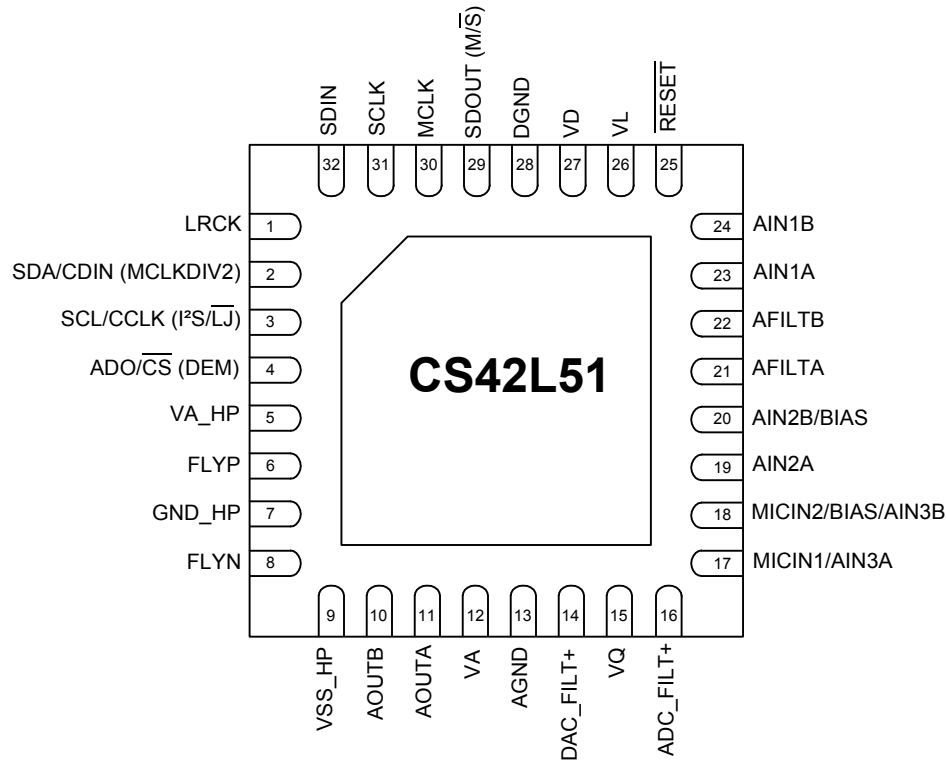 SDIN
SCLK
MCLK
SDOUT (M/S̅)
DGND
VD
VL
R̅E̅S̅E̅T̅
32
31
30
29
28
27
26
25
LRCK 1
SDA/CDIN (MCLKDIV2) 2
SCL/CCLK (I²S/L̅J̅) 3
ADO/C̅S̅ (DEM) 4
VA_HP 5
FLYP 6
GND_HP 7
FLYN 8
CS42L51
24 AIN1B
23 AIN1A
22 AFILTB
21 AFILTA
20 AIN2B/BIAS
19 AIN2A
18 MICIN2/BIAS/AIN3B
17 MICIN1/AIN3A
9
10
11
12
13
14
15
16
VSS_HP
AOUTB
AOUTA
VA
AGND
DAC_FILT+
VQ
ADC_FILT+